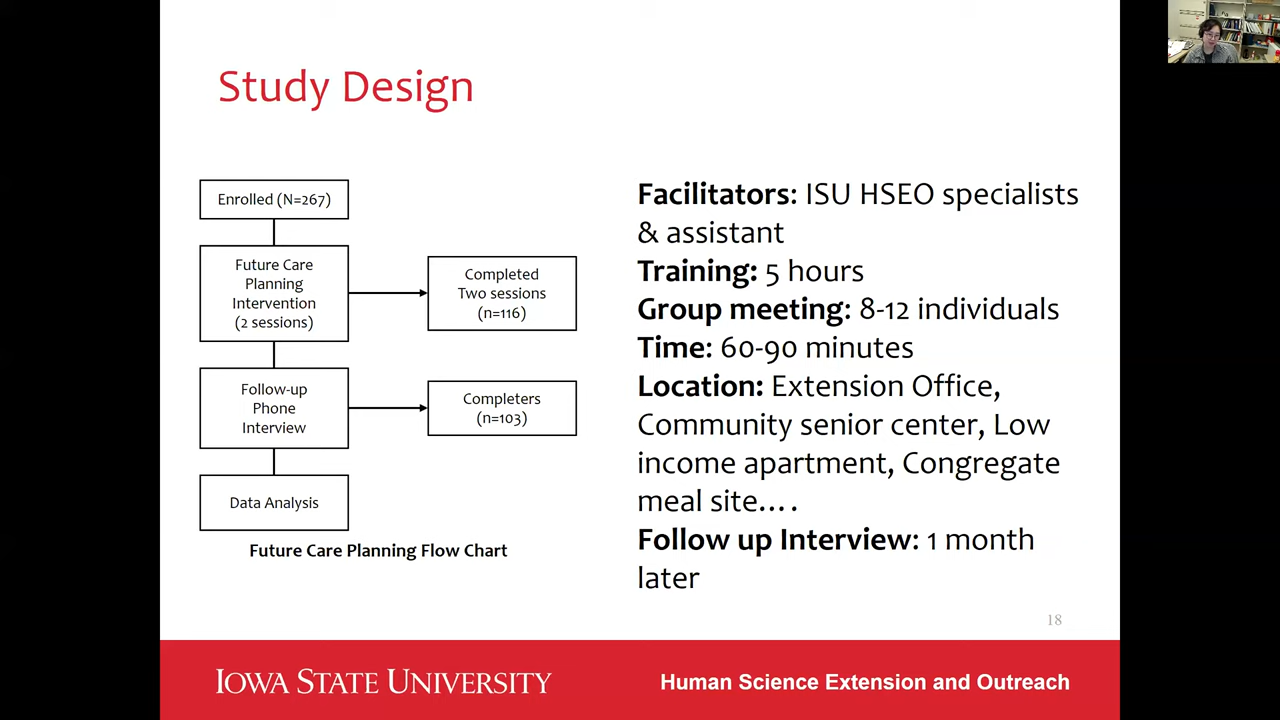 Study Design
Enrolled (N=267)
Future Care
Planning
Intervention
(2 sessions)
Completed
Two sessions
(n=116)
Follow-up
Phone
Interview
Completers
(n=103)
Data Analysis
Future Care Planning Flow Chart
Facilitators: ISU HSEO specialists
& assistant
Training: 5 hours
Group meeting: 8-12 individuals
Time: 60-90 minutes
Location: Extension Office,
Community senior center, Low
income apartment, Congregate
meal site....
Follow up Interview: 1 month
later
18
IOWA STATE UNIVERSITY
Human Science Extension and Outreach